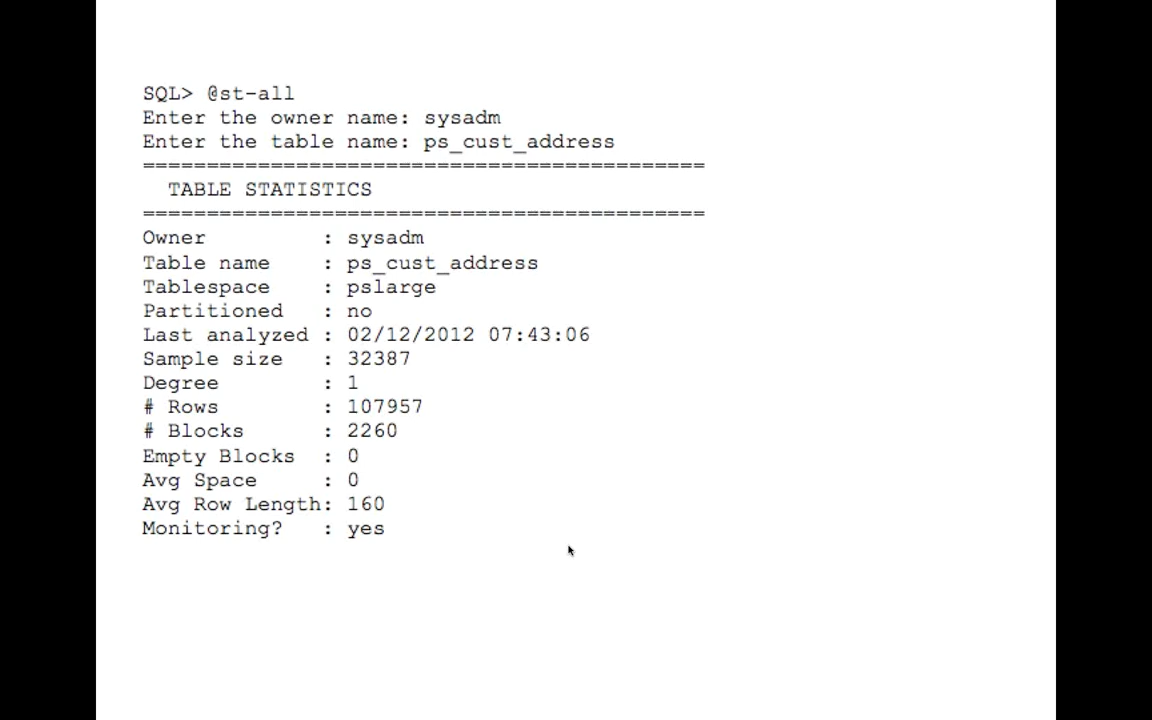 SQL> @st-all
Enter the owner name: sysadm
Enter the table name: ps_cust_address
============================================
  TABLE STATISTICS
============================================
Owner         : sysadm
Table name    : ps_cust_address
Tablespace    : pslarge
Partitioned   : no
Last analyzed : 02/12/2012 07:43:06
Sample size   : 32387
Degree        : 1
# Rows        : 107957
# Blocks      : 2260
Empty Blocks  : 0
Avg Space     : 0
Avg Row Length: 160
Monitoring?   : yes